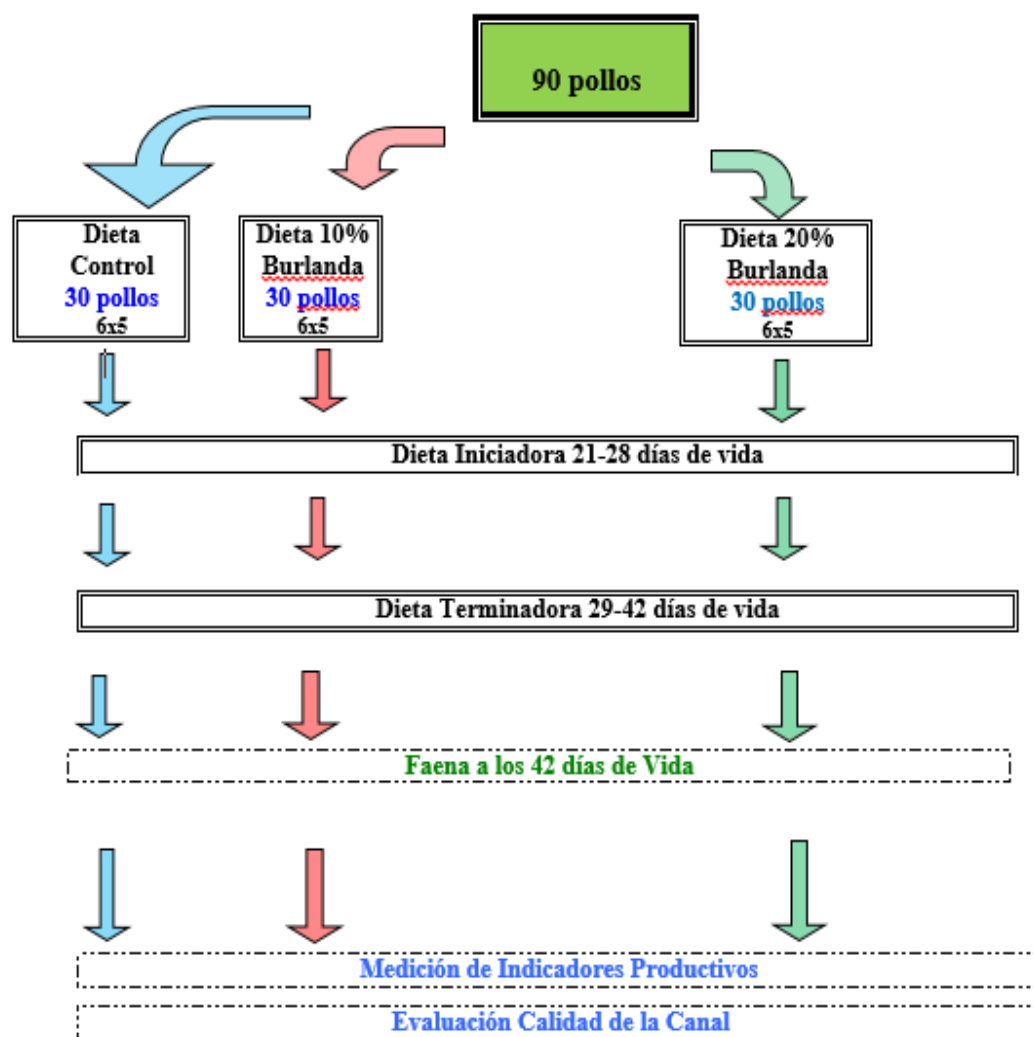 90 pollos
Dieta
Control
30 pollos
6x5
Dieta 10%
Burlanda
30 pollos
6x5
Dieta 20%
Burlanda
30 pollos
6x5
Dieta Iniciadora 21-28 días de vida
Dieta Terminadora 29-42 días de vida
Faena a los 42 días de Vida
Medición de Indicadores Productivos
Evaluación Calidad de la Canal